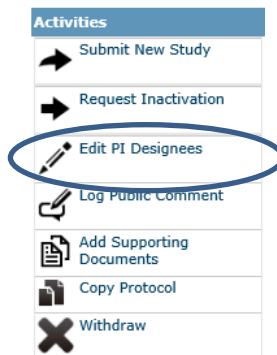 Activities
Submit New Study
Request Inactivation
Edit PI Designees
Log Public Comment
Add Supporting
Documents
Copy Protocol
Withdraw